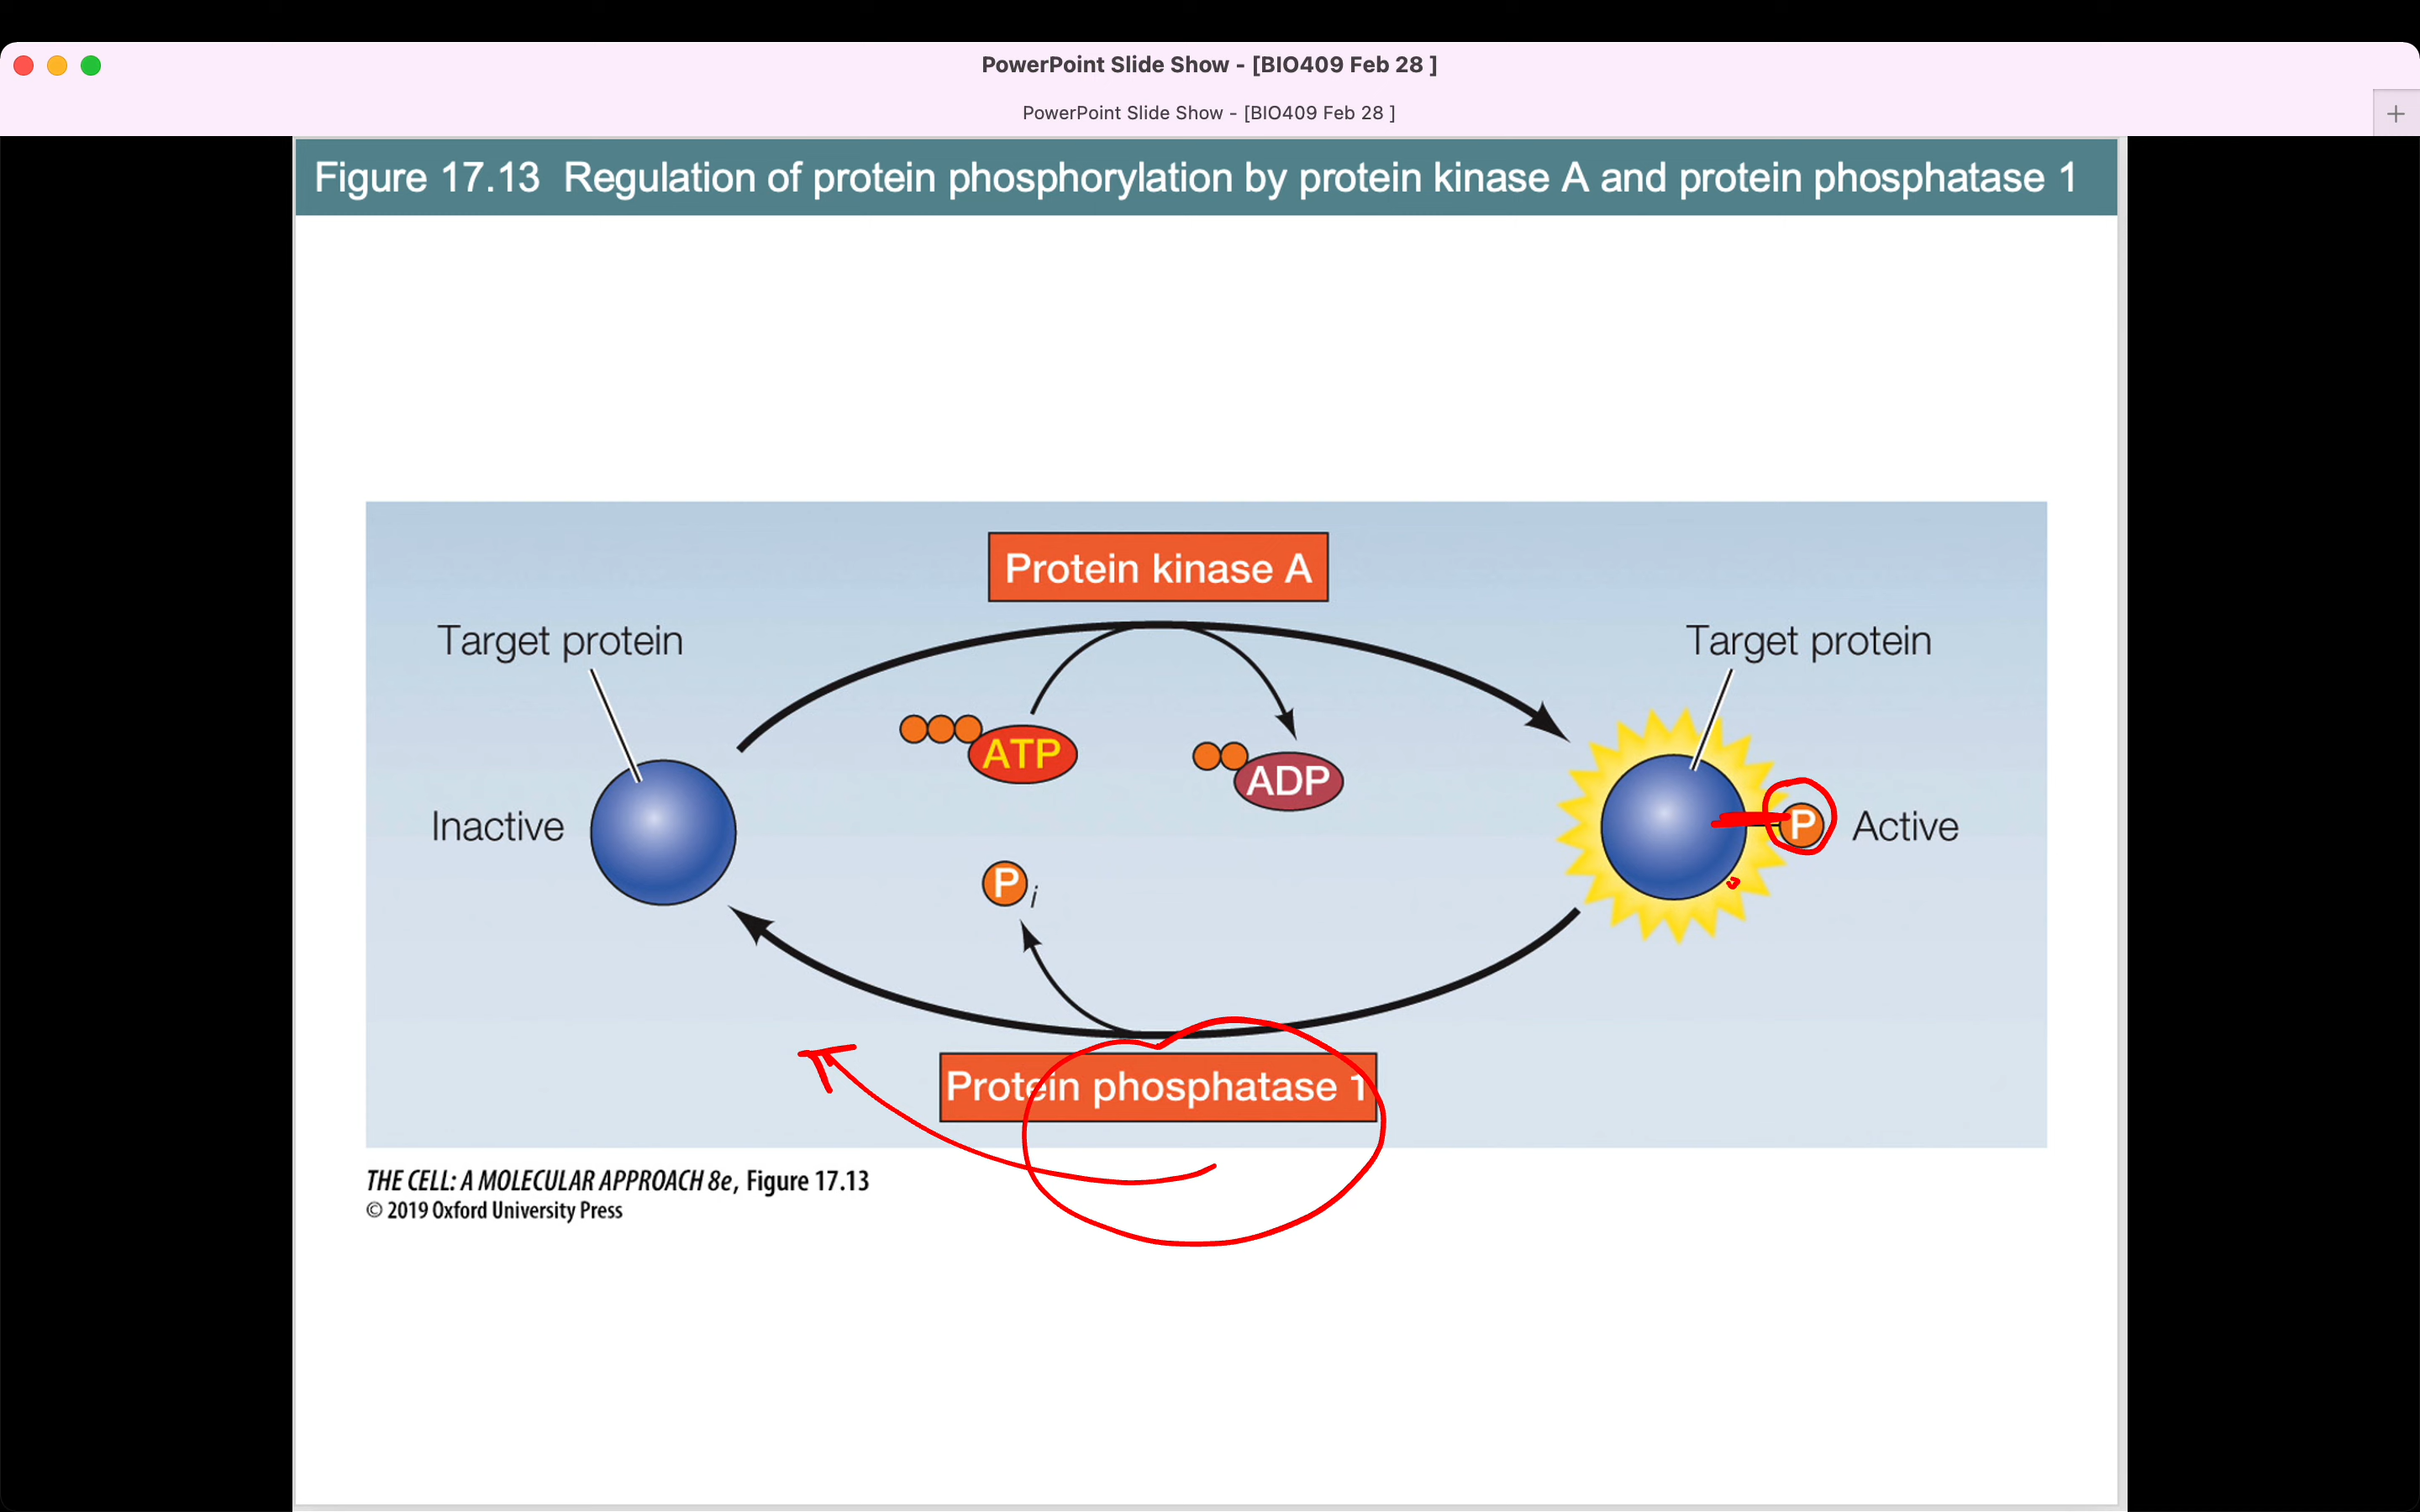 PowerPoint Slide Show - [BIO409 Feb 28 ]
PowerPoint Slide Show - [BIO409 Feb 28 ]
+
Figure 17.13 Regulation of protein phosphorylation by protein kinase A and protein phosphatase 1
Protein kinase A
Target protein
Target protein
ATP
ADP
Inactive
P
Active
P i
Protein phosphatase 1
THE CELL: A MOLECULAR APPROACH 8e, Figure 17.13
© 2019 Oxford University Press